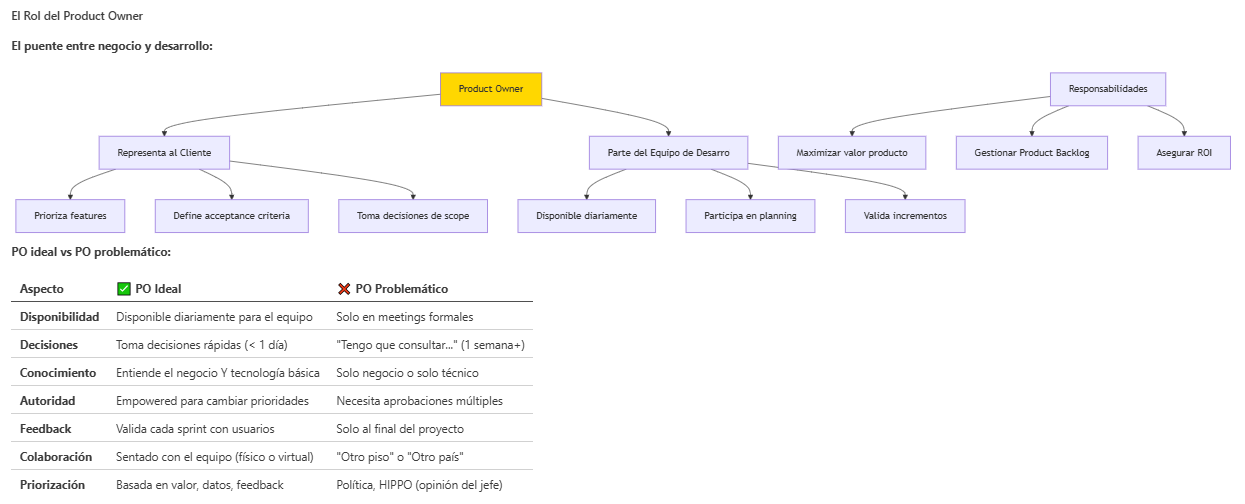 El Rol del Product Owner
El puente entre negocio y desarrollo:
Product Owner
Responsabilidades
Representa al Cliente
Parte del Equipo de Desarro
Maximizar valor producto
Gestionar Product Backlog
Asegurar ROI
Prioriza features
Define acceptance criteria
Toma decisiones de scope
Disponible diariamente
Participa en planning
Valida incrementos
PO ideal vs PO problemático:
Aspecto ✅ PO Ideal ❌ PO Problemático
Disponibilidad Disponible diariamente para el equipo Solo en meetings formales
Decisiones Toma decisiones rápidas (< 1 día) "Tengo que consultar..." (1 semana+)
Conocimiento Entiende el negocio Y tecnología básica Solo negocio o solo técnico
Autoridad Empowered para cambiar prioridades Necesita aprobaciones múltiples
Feedback Valida cada sprint con usuarios Solo al final del proyecto
Colaboración Sentado con el equipo (físico o virtual) "Otro piso" o "Otro país"
Priorización Basada en valor, datos, feedback Política, HIPPO (opinión del jefe)